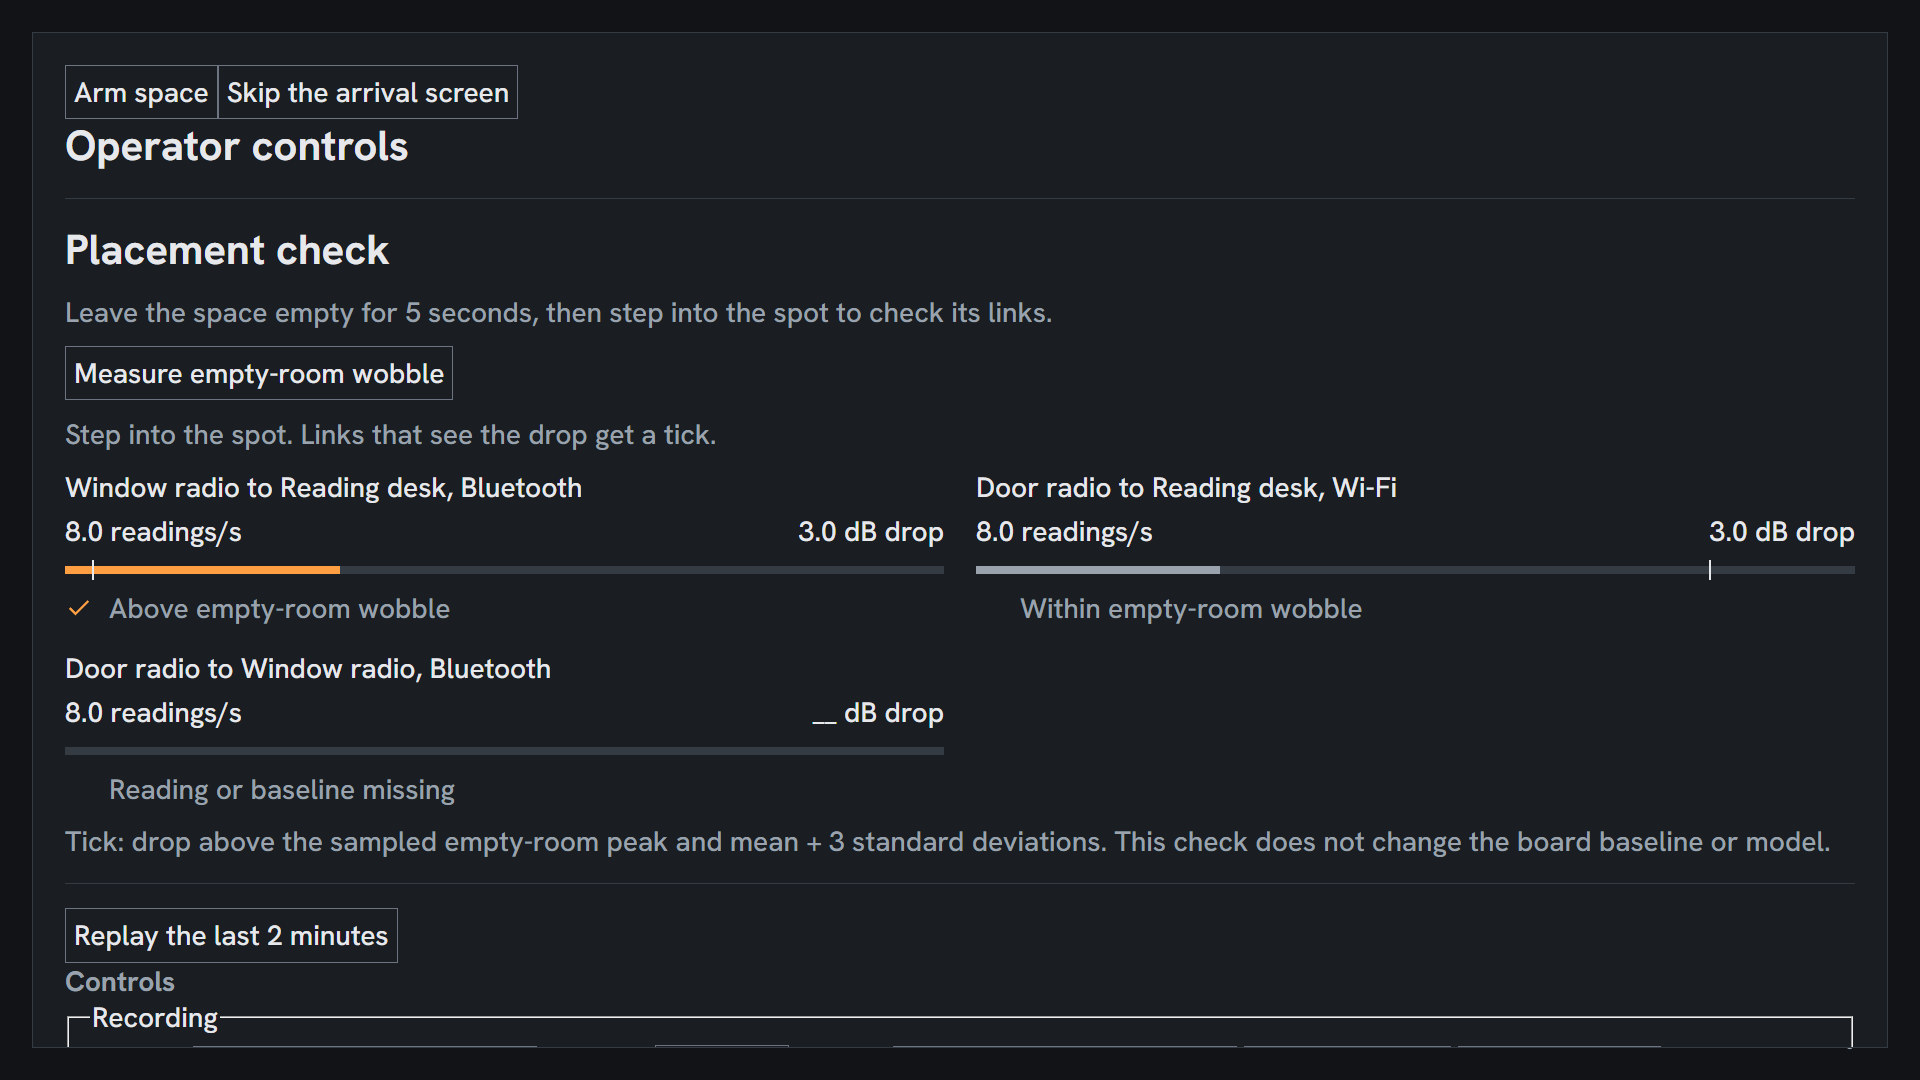 Arm space Skip the arrival screen
Operator controls
Placement check
Leave the space empty for 5 seconds, then step into the spot to check its links.
Measure empty-room wobble
Step into the spot. Links that see the drop get a tick.
Window radio to Reading desk, Bluetooth
8.0 readings/s 3.0 dB drop
Above empty-room wobble
Door radio to Reading desk, Wi-Fi
8.0 readings/s 3.0 dB drop
Within empty-room wobble
Door radio to Window radio, Bluetooth
8.0 readings/s __ dB drop
Reading or baseline missing
Tick: drop above the sampled empty-room peak and mean + 3 standard deviations. This check does not change the board baseline or model.
Replay the last 2 minutes
Controls
Recording